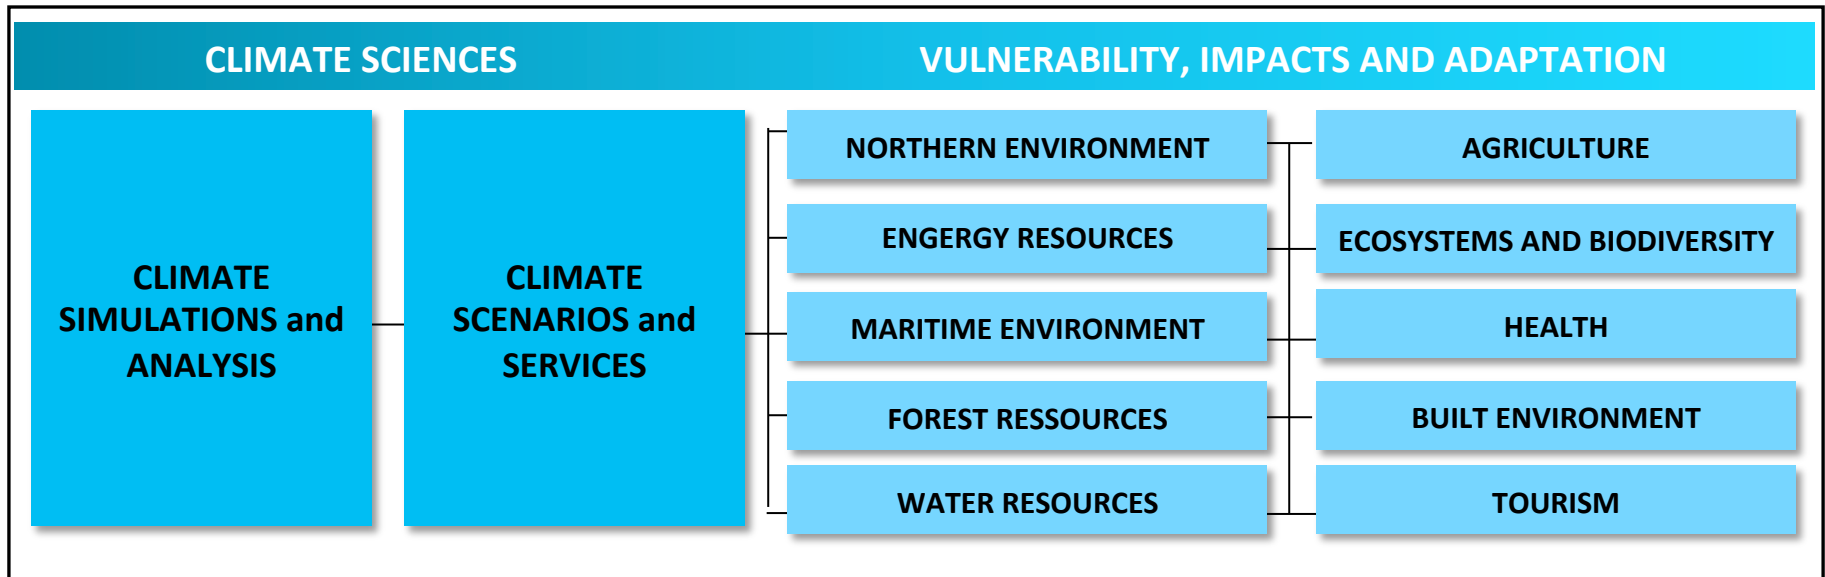 CLIMATE SCIENCES
VULNERABILITY, IMPACTS AND ADAPTATION
CLIMATE
SIMULATIONS and
ANALYSIS
CLIMATE
SCENARIOS and
SERVICES
NORTHERN ENVIRONMENT
ENGERGY RESOURCES
MARITIME ENVIRONMENT
FOREST RESSOURCES
WATER RESOURCES
AGRICULTURE
ECOSYSTEMS AND BIODIVERSITY
HEALTH
BUILT ENVIRONMENT
TOURISM